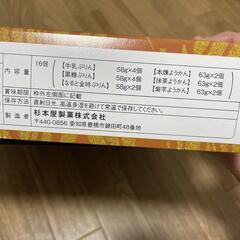 内容量 16個
【牛乳ぷりん】 58g×4個 【本煉ようかん】 63g×2個
【黒糖ぷりん】 58g×4個 【抹茶ようかん】 63g×2個
【なると金時ぷりん】 58g×2個 【紫芋ようかん】 63g×2個
賞味期限 枠外左側面に記載
保存方法 直射日光、高温多湿を避けて常温で保存してください。
製造者 杉本屋製菓株式会社
〒440-0856 愛知県豊橋市鍵田町48番地